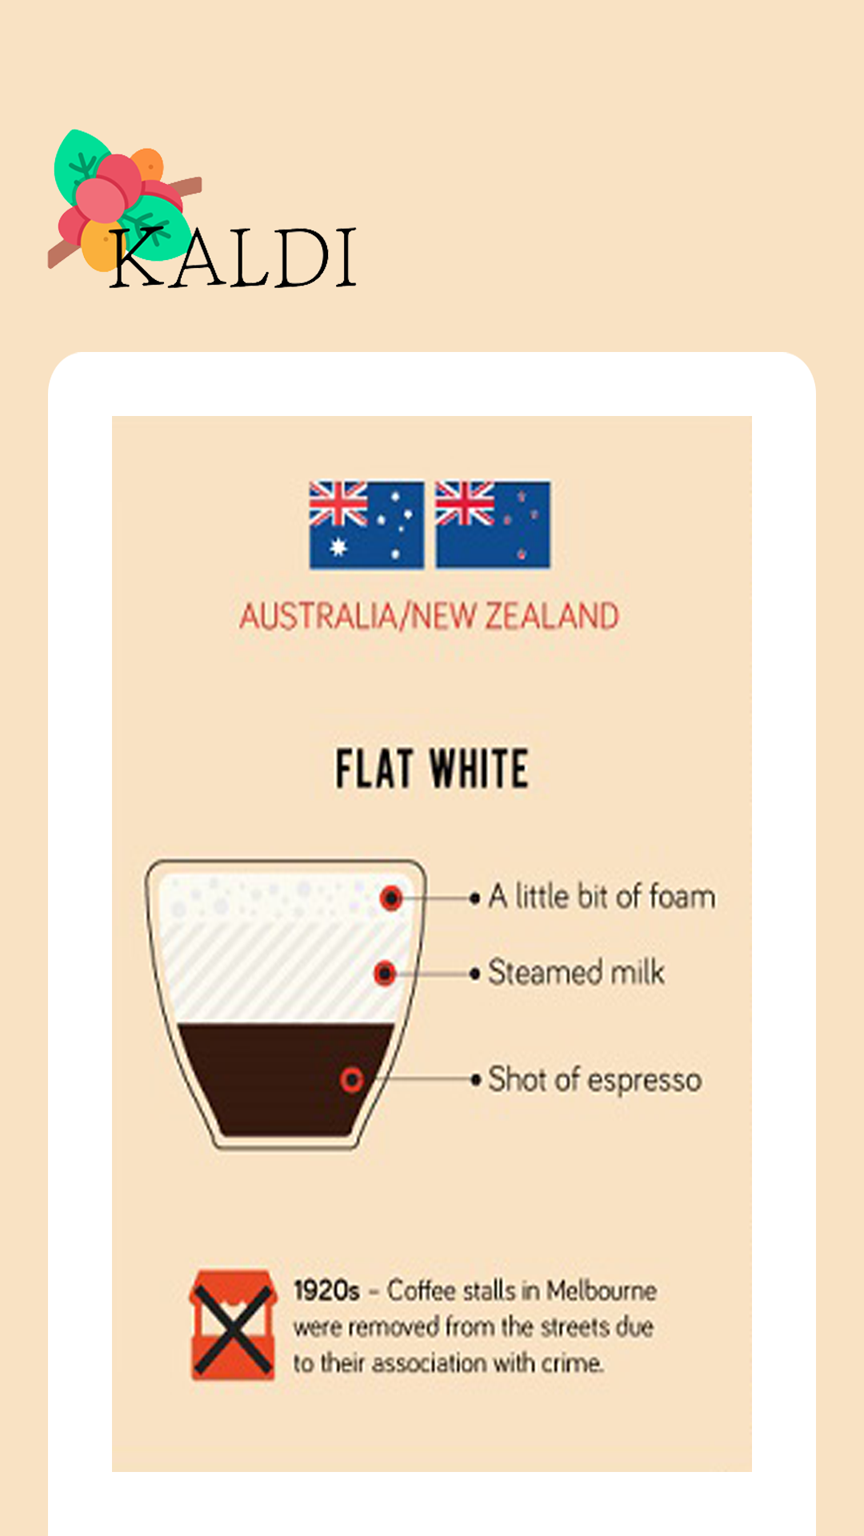 KALDI
AUSTRALIA/NEW ZEALAND
FLAT WHITE
A little bit of foam
Steamed milk
Shot of espresso
1920s – Coffee stalls in Melbourne
were removed from the streets due
to their association with crime.